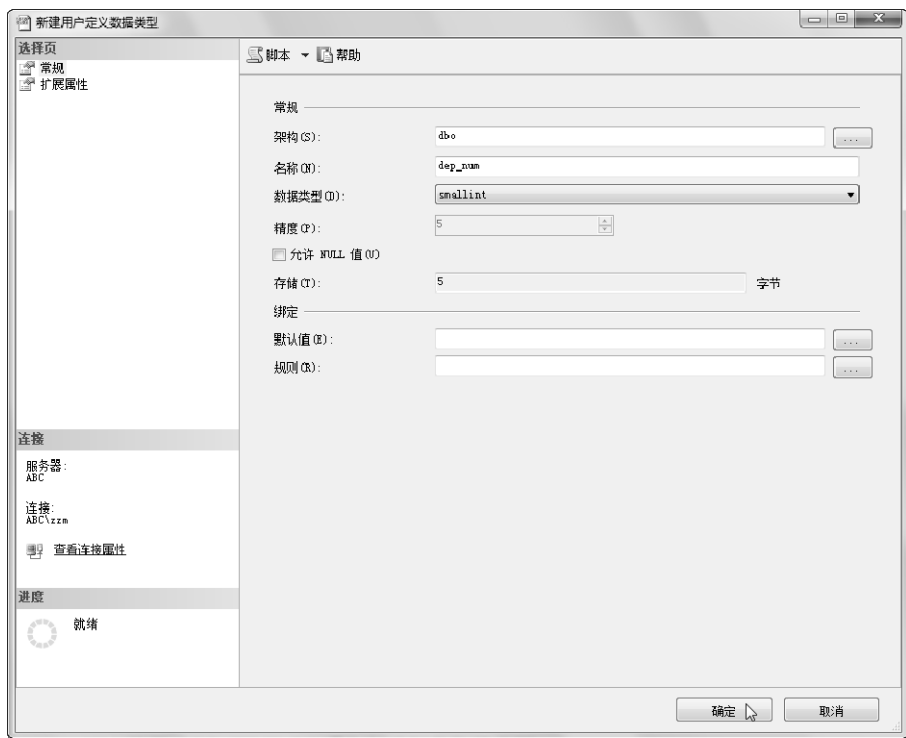 新建用户定义数据类型
选择页
常规
扩展属性
脚本 帮助
常规
架构(S): dbo ...
名称(N): dep_num
数据类型(D): smallint
精度(P): 5
允许 NULL 值(U)
存储(T): 5 字节
绑定
默认值(E): ...
规则(R): ...
连接
服务器:
ABC
连接:
ABC\zzm
查看连接属性
进度
就绪
确定 取消